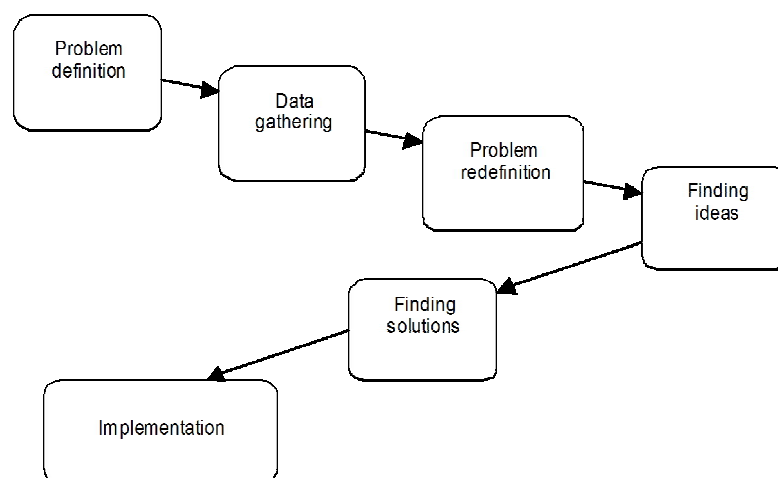 Problem
definition
Data
gathering
Problem
redefinition
Finding
ideas
Finding
solutions
Implementation